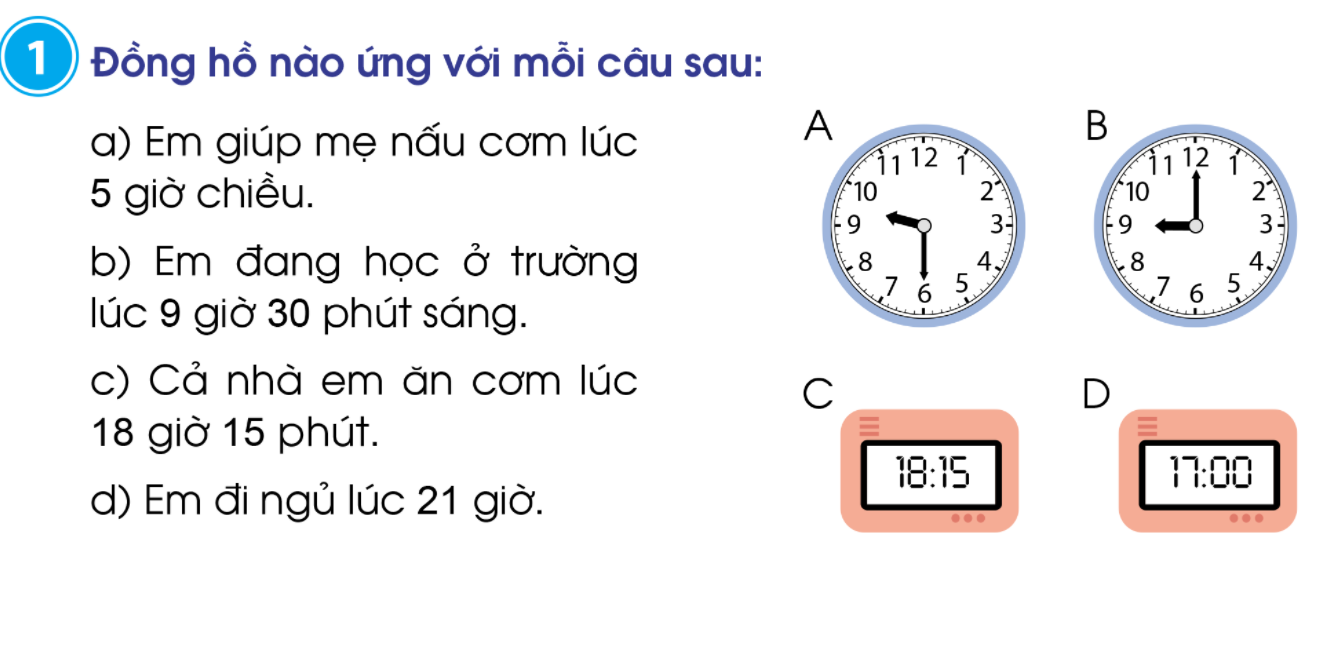 1 Đồng hồ nào ứng với mỗi câu sau:
a) Em giúp mẹ nấu cơm lúc
5 giờ chiều.
b) Em đang học ở trường
lúc 9 giờ 30 phút sáng.
c) Cả nhà em ăn cơm lúc
18 giờ 15 phút.
d) Em đi ngủ lúc 21 giờ.
A
12 1 2 3 4 5 6 7 8 9 10 11
B
12 1 2 3 4 5 6 7 8 9 10 11
C
18:15
D
17:00